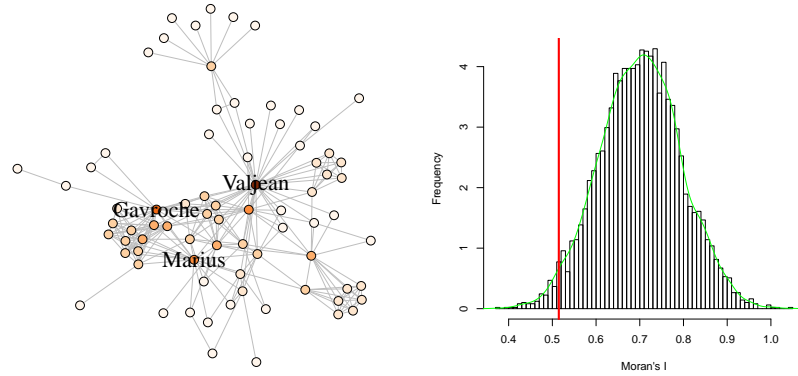 Valjean
Gavroche
Marius
Frequency
0
1
2
3
4
0.4 0.5 0.6 0.7 0.8 0.9 1.0
Moran's I